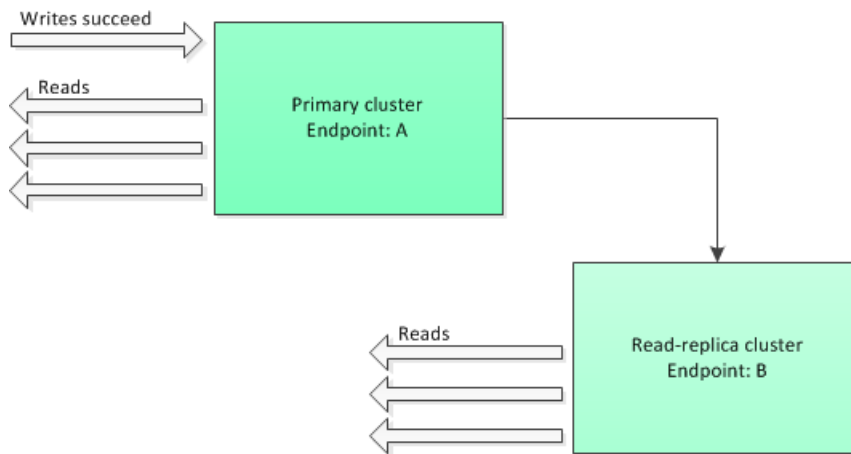 Writes succeed
Reads
Primary cluster
Endpoint: A
Reads
Read-replica cluster
Endpoint: B